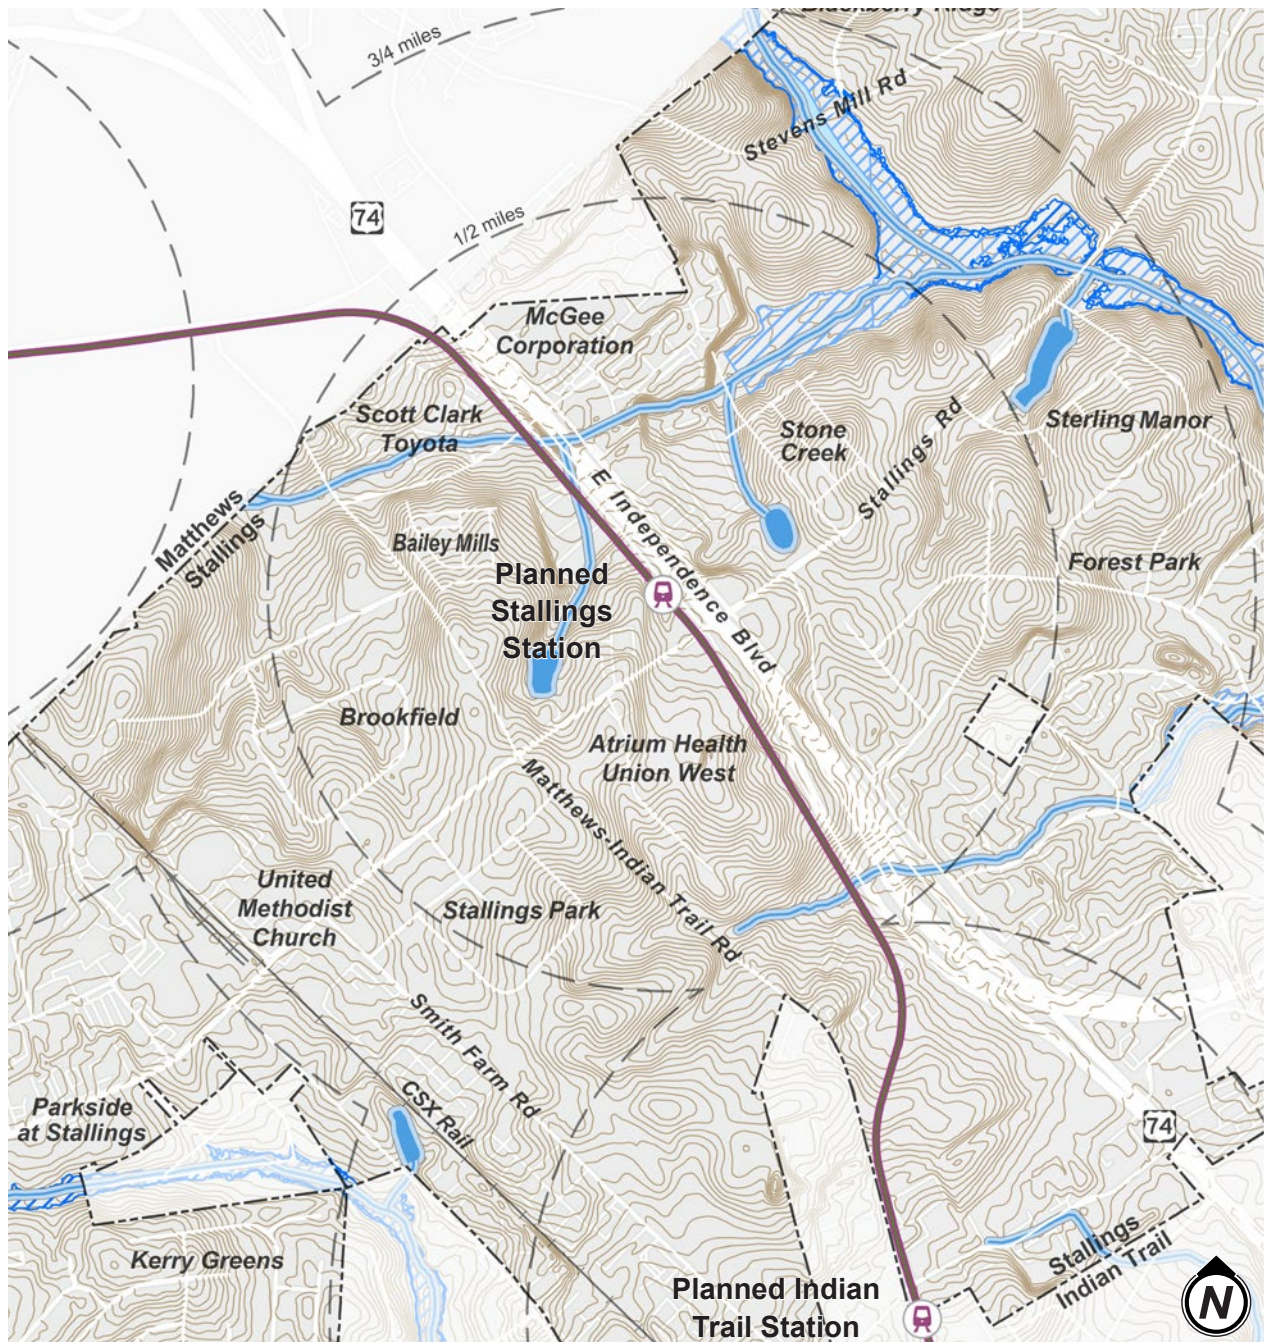 Blackberry Ridge
3/4 miles
Stevens Mill Rd
74
1/2 miles
McGee
Corporation
Scott Clark
Toyota
Stone
Creek
Stallings Rd
Sterling Manor
E Independence Blvd
Matthews
Stallings
Bailey Mills
Planned
Stallings
Station
Forest Park
Brookfield
Atrium Health
Union West
Matthews-Indian Trail Rd
United
Methodist
Church
Stallings Park
Smith Farm Rd
CSX Rail
Parkside
at Stallings
74
Kerry Greens
Stallings
Indian Trail
Planned Indian
Trail Station
N